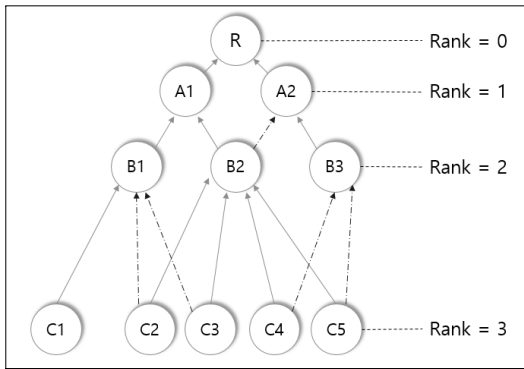 R Rank = 0
A1 A2 Rank = 1
B1 B2 B3 Rank = 2
C1 C2 C3 C4 C5 Rank = 3